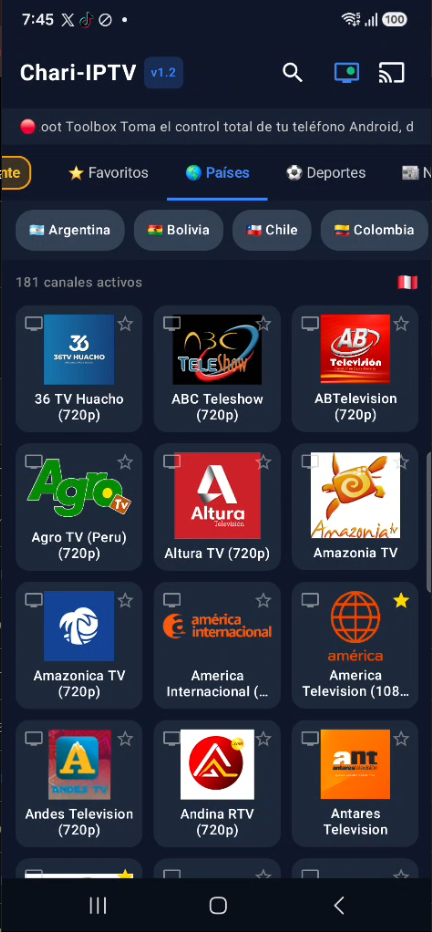 7:45
100
Chari-IPTV v1.2
oot Toolbox Toma el control total de tu teléfono Android, d
nte Favoritos Países Deportes N
Argentina Bolivia Chile Colombia
181 canales activos
36
36TV HUACHO
36 TV Huacho
(720p)
ABC
TELESHOW
ABC Teleshow
(720p)
AB
Televisión
ABTelevision
(720p)
Agro
TV
Agro TV (Peru)
(720p)
Altura
Televisión
Altura TV (720p)
Amazonía tv
Amazonia TV
Amazonica TV
(720p)
américa
internacional
America
Internacional (...
américa
America
Television (108...
A
ANDES TV
Andes Television
(720p)
Andina RTV
(720p)
ant
Antares
Television